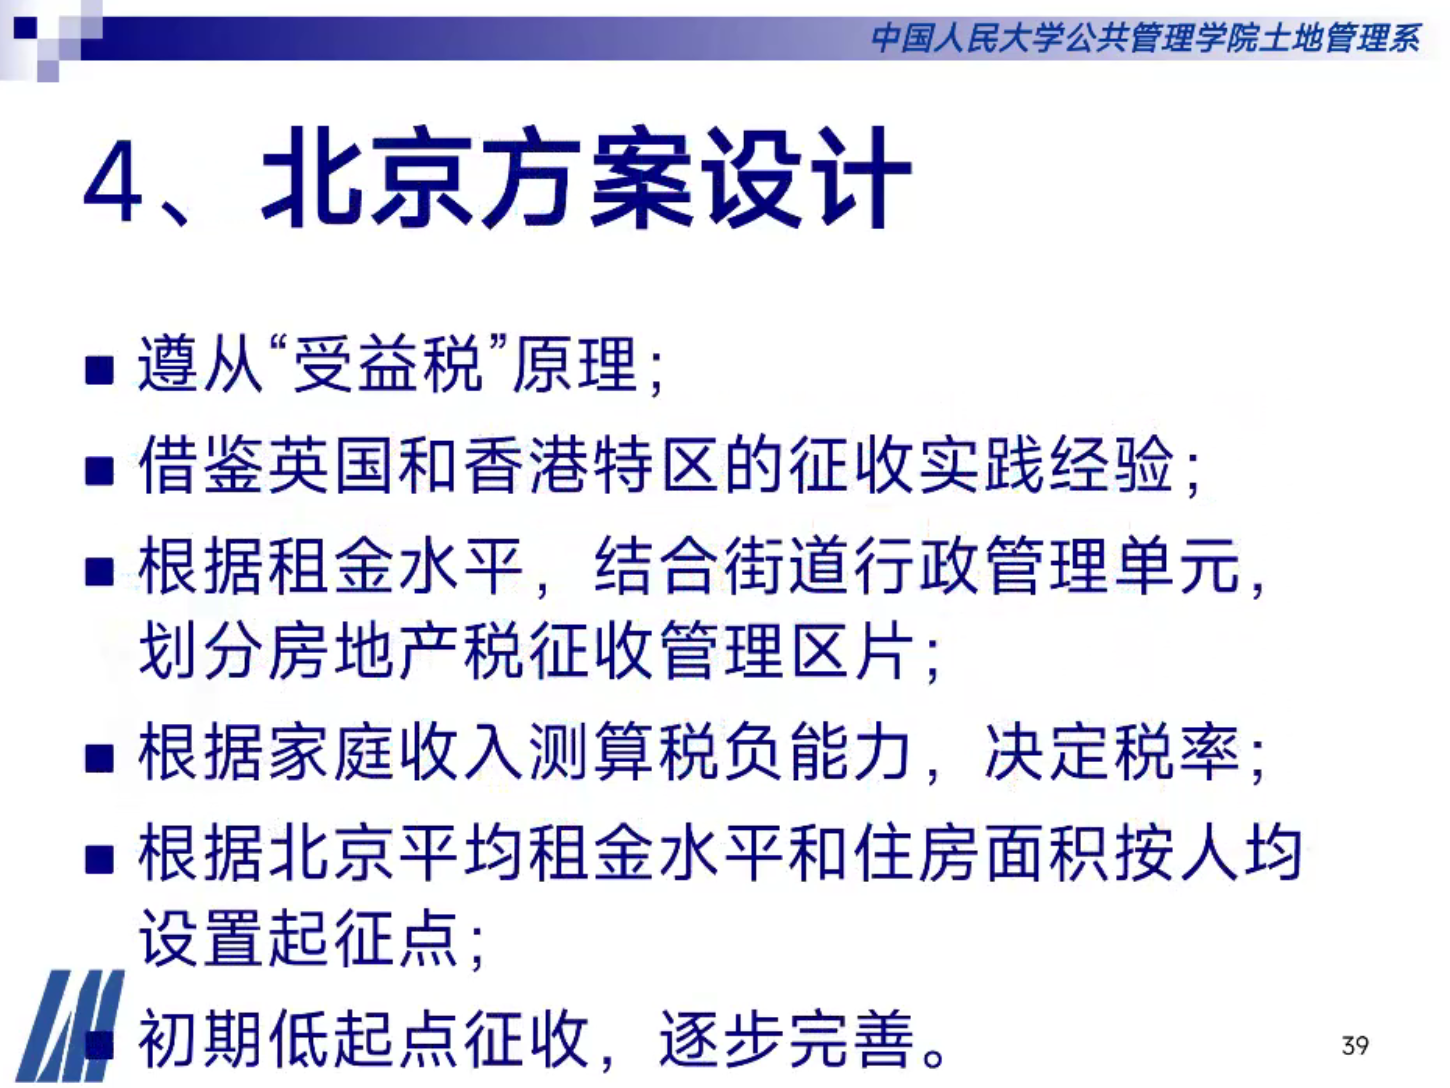 中国人民大学公共管理学院土地管理系
4、北京方案设计
遵从“受益税”原理；
借鉴英国和香港特区的征收实践经验；
根据租金水平，结合街道行政管理单元，
划分房地产税征收管理区片；
根据家庭收入测算税负能力，决定税率；
根据北京平均租金水平和住房面积按人均
设置起征点；
初期低起点征收，逐步完善。
39